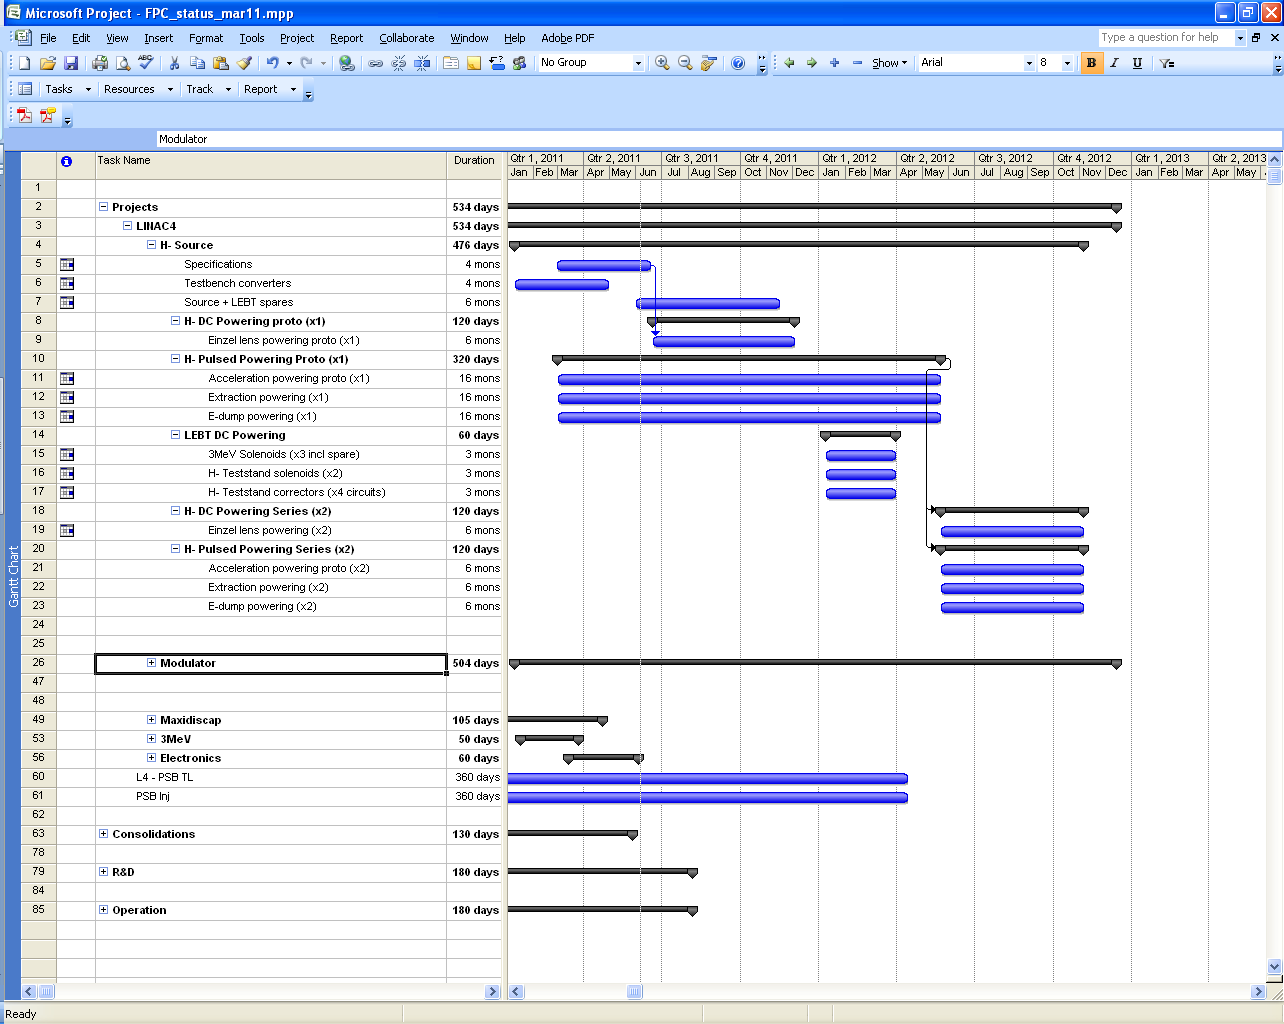 Microsoft Project - FPC_status_mar11.mpp
File Edit View Insert Format Tools Project Report Collaborate Window Help Adobe PDF Type a question for help
No Group Show Arial 8 B I U
Tasks Resources Track Report
Modulator
Task Name Duration Qtr 1, 2011 Qtr 2, 2011 Qtr 3, 2011 Qtr 4, 2011 Qtr 1, 2012 Qtr 2, 2012 Qtr 3, 2012 Qtr 4, 2012 Qtr 1, 2013 Qtr 2, 2013
Jan Feb Mar Apr May Jun Jul Aug Sep Oct Nov Dec Jan Feb Mar Apr May Jun Jul Aug Sep Oct Nov Dec Jan Feb Mar Apr May
1
2 Projects 534 days
3 LINAC4 534 days
4 H- Source 476 days
5 Specifications 4 mons
6 Testbench converters 4 mons
7 Source + LEBT spares 6 mons
8 H- DC Powering proto (x1) 120 days
9 Einzel lens powering proto (x1) 6 mons
10 H- Pulsed Powering Proto (x1) 320 days
11 Acceleration powering proto (x1) 16 mons
12 Extraction powering (x1) 16 mons
13 E-dump powering (x1) 16 mons
14 LEBT DC Powering 60 days
15 3MeV Solenoids (x3 incl spare) 3 mons
16 H- Teststand solenoids (x2) 3 mons
17 H- Teststand correctors (x4 circuits) 3 mons
18 H- DC Powering Series (x2) 120 days
19 Einzel lens powering (x2) 6 mons
20 H- Pulsed Powering Series (x2) 120 days
21 Acceleration powering proto (x2) 6 mons
22 Extraction powering (x2) 6 mons
23 E-dump powering (x2) 6 mons
24
25
26 Modulator 504 days
47
48
49 Maxidiscap 105 days
53 3MeV 50 days
56 Electronics 60 days
60 L4 - PSB TL 360 days
61 PSB Inj 360 days
62
63 Consolidations 130 days
78
79 R&D 180 days
84
85 Operation 180 days
Gantt Chart
Ready